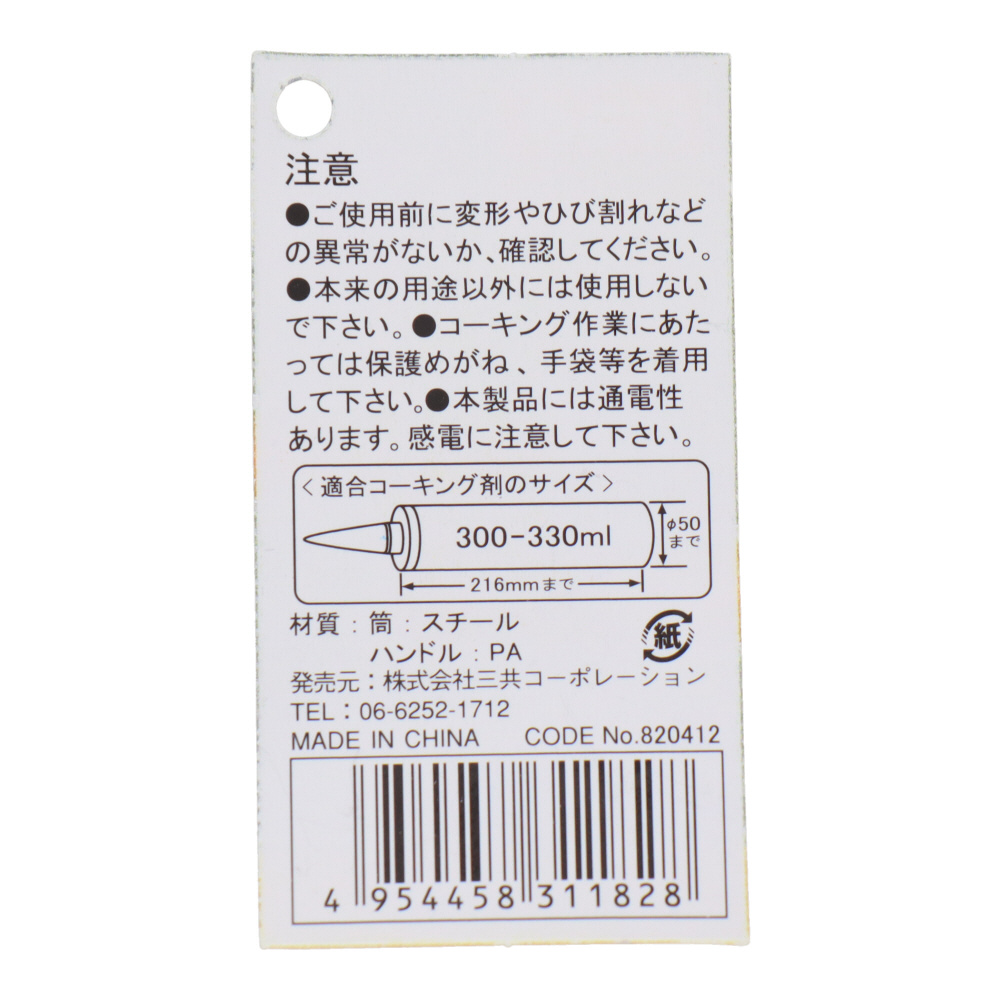 注意
●ご使用前に変形やひび割れなど
の異常がないか、確認してください。
●本来の用途以外には使用しない
で下さい。●コーキング作業にあた
っては保護めがね、手袋等を着用
して下さい。●本製品には通電性
あります。感電に注意して下さい。
〈適合コーキング剤のサイズ〉
300-330ml
φ50
まで
216mmまで
材質：筒：スチール
ハンドル：PA
紙
発売元：株式会社三共コーポレーション
TEL：06-6252-1712
MADE IN CHINA CODE No.820412
4 954458 311828